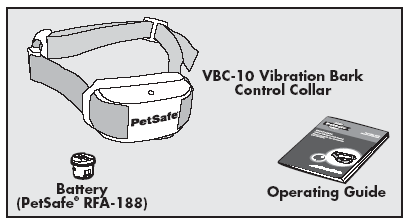 VBC-10 Vibration Bark
Control Collar
PetSafe
Battery
(PetSafe® RFA-188)
Operating Guide